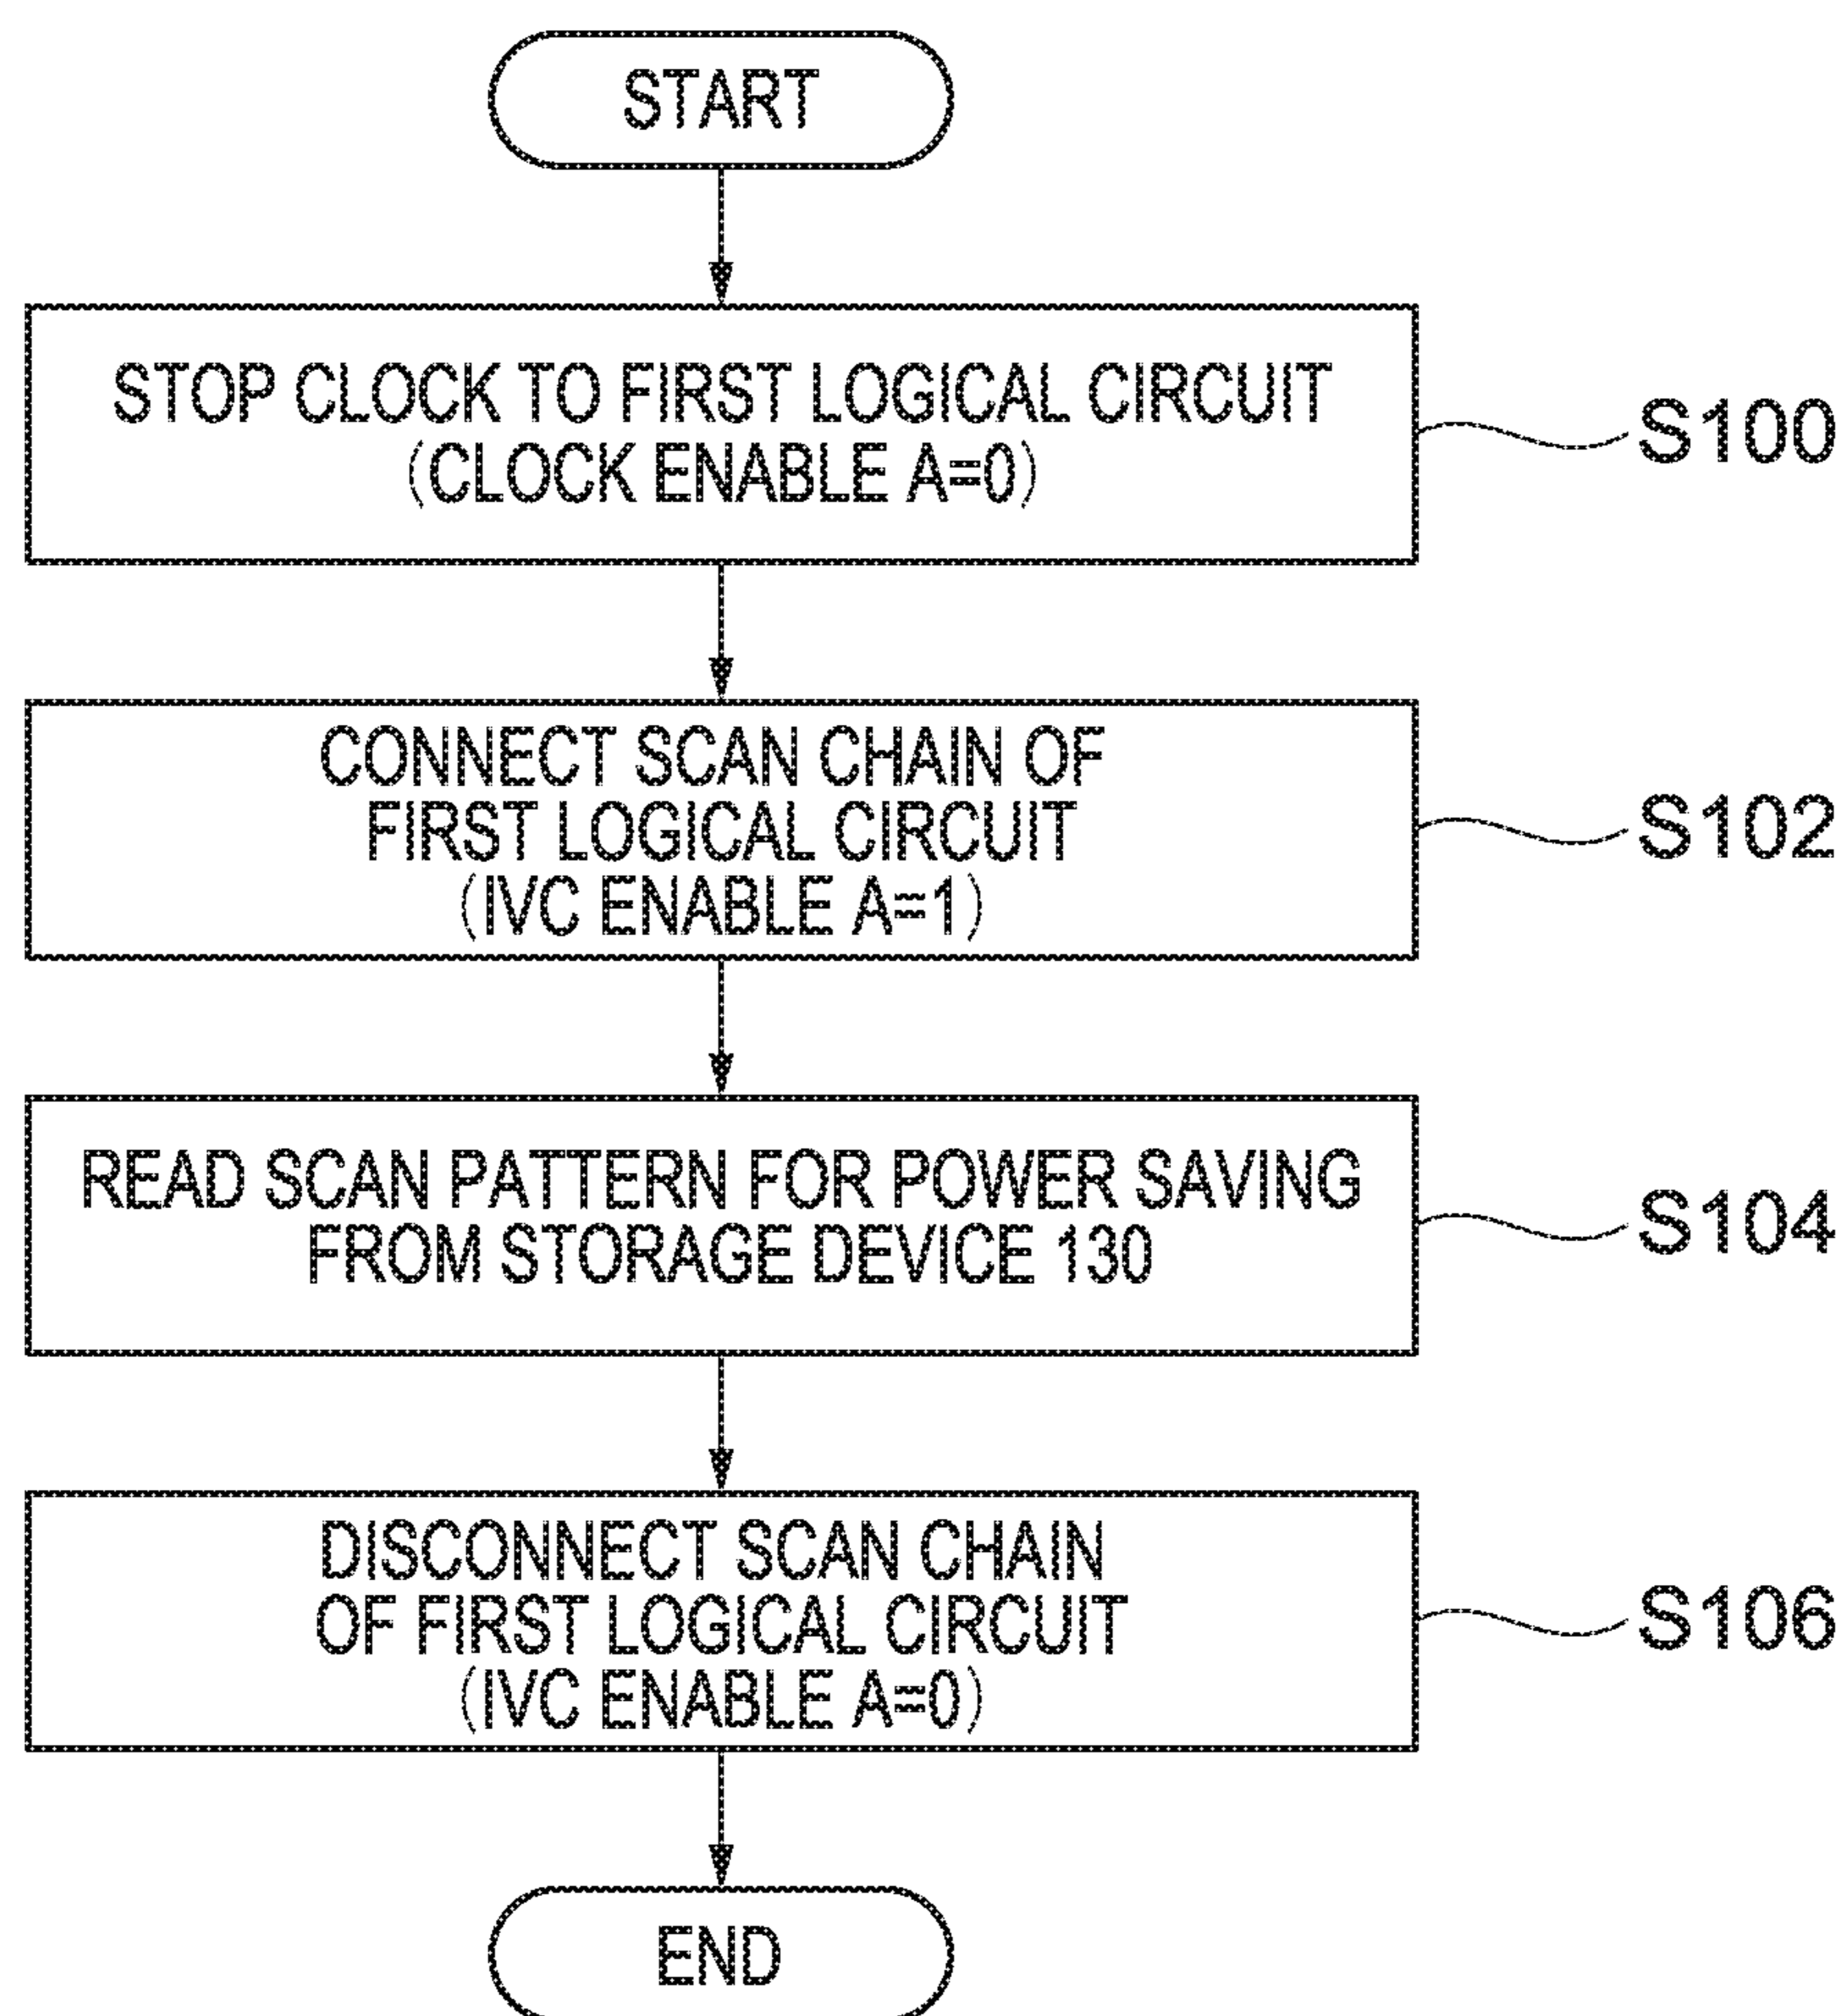 START
STOP CLOCK TO FIRST LOGICAL CIRCUIT
(CLOCK ENABLE A=0)
S100
CONNECT SCAN CHAIN OF
FIRST LOGICAL CIRCUIT
(IVC ENABLE A=1)
S102
READ SCAN PATTERN FOR POWER SAVING
FROM STORAGE DEVICE 130
S104
DISCONNECT SCAN CHAIN
OF FIRST LOGICAL CIRCUIT
(IVC ENABLE A=0)
S106
END